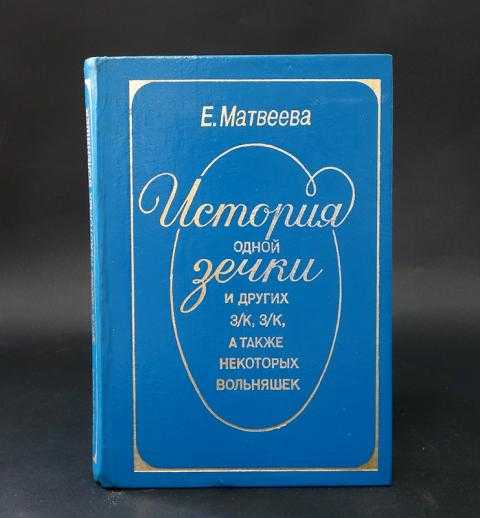 Е. Матвеева
История
одной
зечки
и других
з/к, з/к,
а также
некоторых
вольняшек